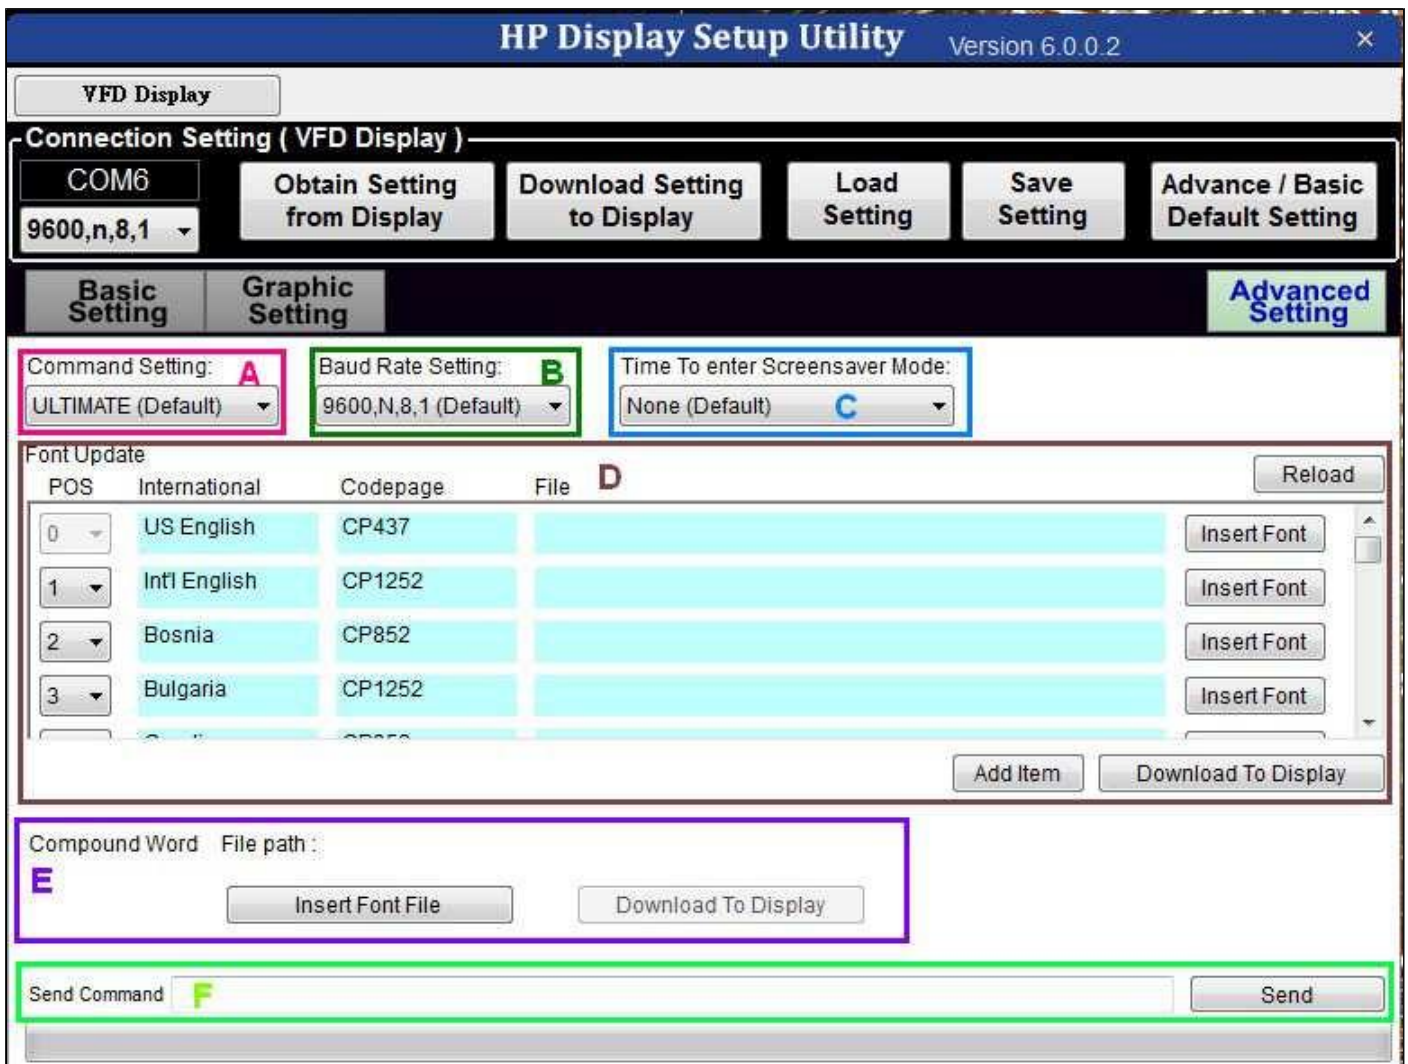 HP Display Setup Utility Version 6.0.0.2 ×
VFD Display
Connection Setting ( VFD Display )
COM6
9600,n,8,1
Obtain Setting
from Display
Download Setting
to Display
Load
Setting
Save
Setting
Advance / Basic
Default Setting
Basic
Setting
Graphic
Setting
Advanced
Setting
Command Setting: A
ULTIMATE (Default)
Baud Rate Setting: B
9600,N,8,1 (Default)
Time To enter Screensaver Mode:
None (Default) C
Font Update
D
Reload
POS International Codepage File
0 US English CP437 Insert Font
1 Int'l English CP1252 Insert Font
2 Bosnia CP852 Insert Font
3 Bulgaria CP1252 Insert Font
Add Item Download To Display
Compound Word File path :
E
Insert Font File Download To Display
Send Command F Send